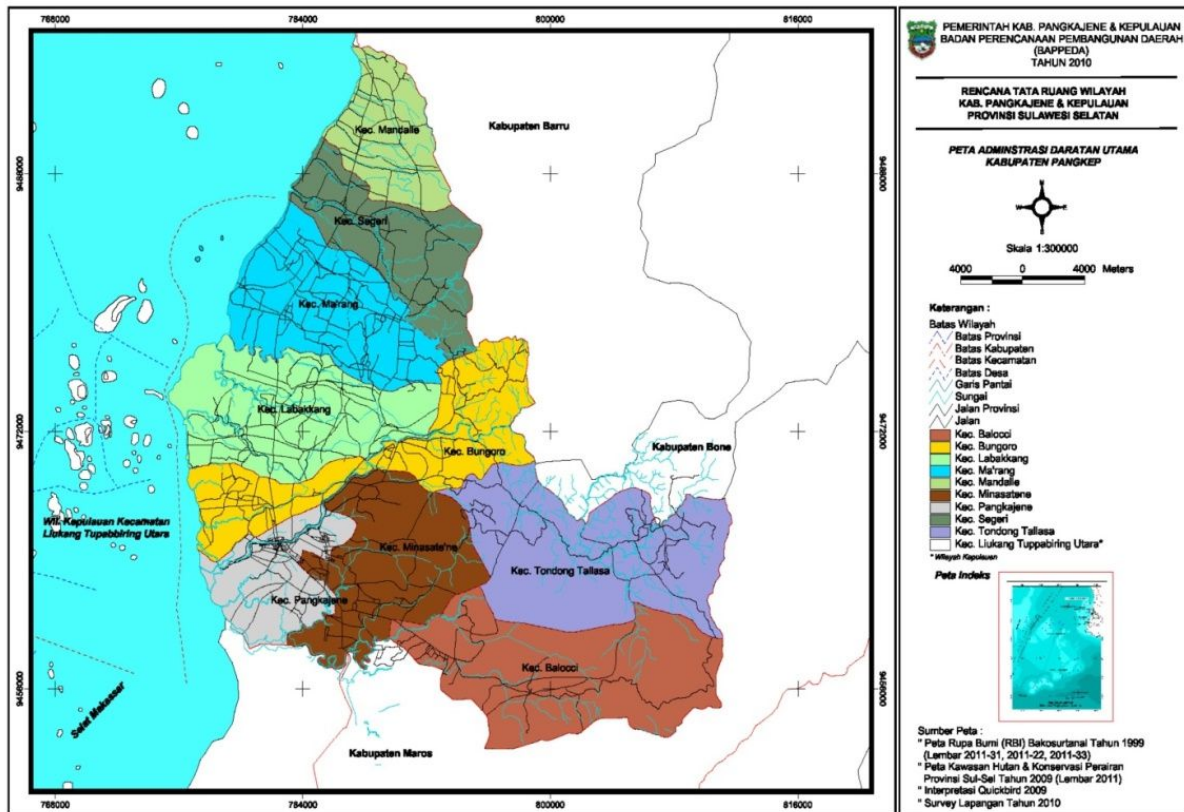 768000
784000
800000
816000
9488000
9472000
9456000
9488000
9472000
9456000
768000
784000
800000
816000
Kec. Mandalle
Kabupaten Barru
Kec. Segeri
Kec. Ma'rang
Kec. Labakkang
Kec. Bungoro
Kabupaten Bone
Wil. Kepulauan Kecamatan
Liukang Tupabbiring Utara
Kec. Minasate'ne
Kec. Tondong Tallasa
Kec. Pangkajene
Kec. Balocci
Selat Makassar
Kabupaten Maros
PEMERINTAH KAB. PANGKAJENE & KEPULAUAN
BADAN PERENCANAAN PEMBANGUNAN DAERAH
(BAPPEDA)
TAHUN 2010
RENCANA TATA RUANG WILAYAH
KAB. PANGKAJENE & KEPULAUAN
PROVINSI SULAWESI SELATAN
PETA ADMINSTRASI DARATAN UTAMA
KABUPATEN PANGKEP
N
W E
S
Skala 1:300000
4000 0 4000 Meters
Keterangan :
Batas Wilayah
Batas Provinsi
Batas Kabupaten
Batas Kecamatan
Batas Desa
Garis Pantai
Sungai
Jalan Provinsi
Jalan
Kec. Balocci
Kec. Bungoro
Kec. Labakkang
Kec. Ma'rang
Kec. Mandalle
Kec. Minasatene
Kec. Pangkajene
Kec. Segeri
Kec. Tondong Tallasa
Kec. Liukang Tuppabiring Utara*
* Wilayah Kepulauan
Peta Indeks
Sumber Peta :
* Peta Rupa Bumi (RBI) Bakosurtanal Tahun 1999
(Lembar 2011-31, 2011-22, 2011-33)
* Peta Kawasan Hutan & Konservasi Perairan
Provinsi Sul-Sel Tahun 2009 (Lembar 2011)
* Interpretasi Quickbird 2009
* Survey Lapangan Tahun 2010